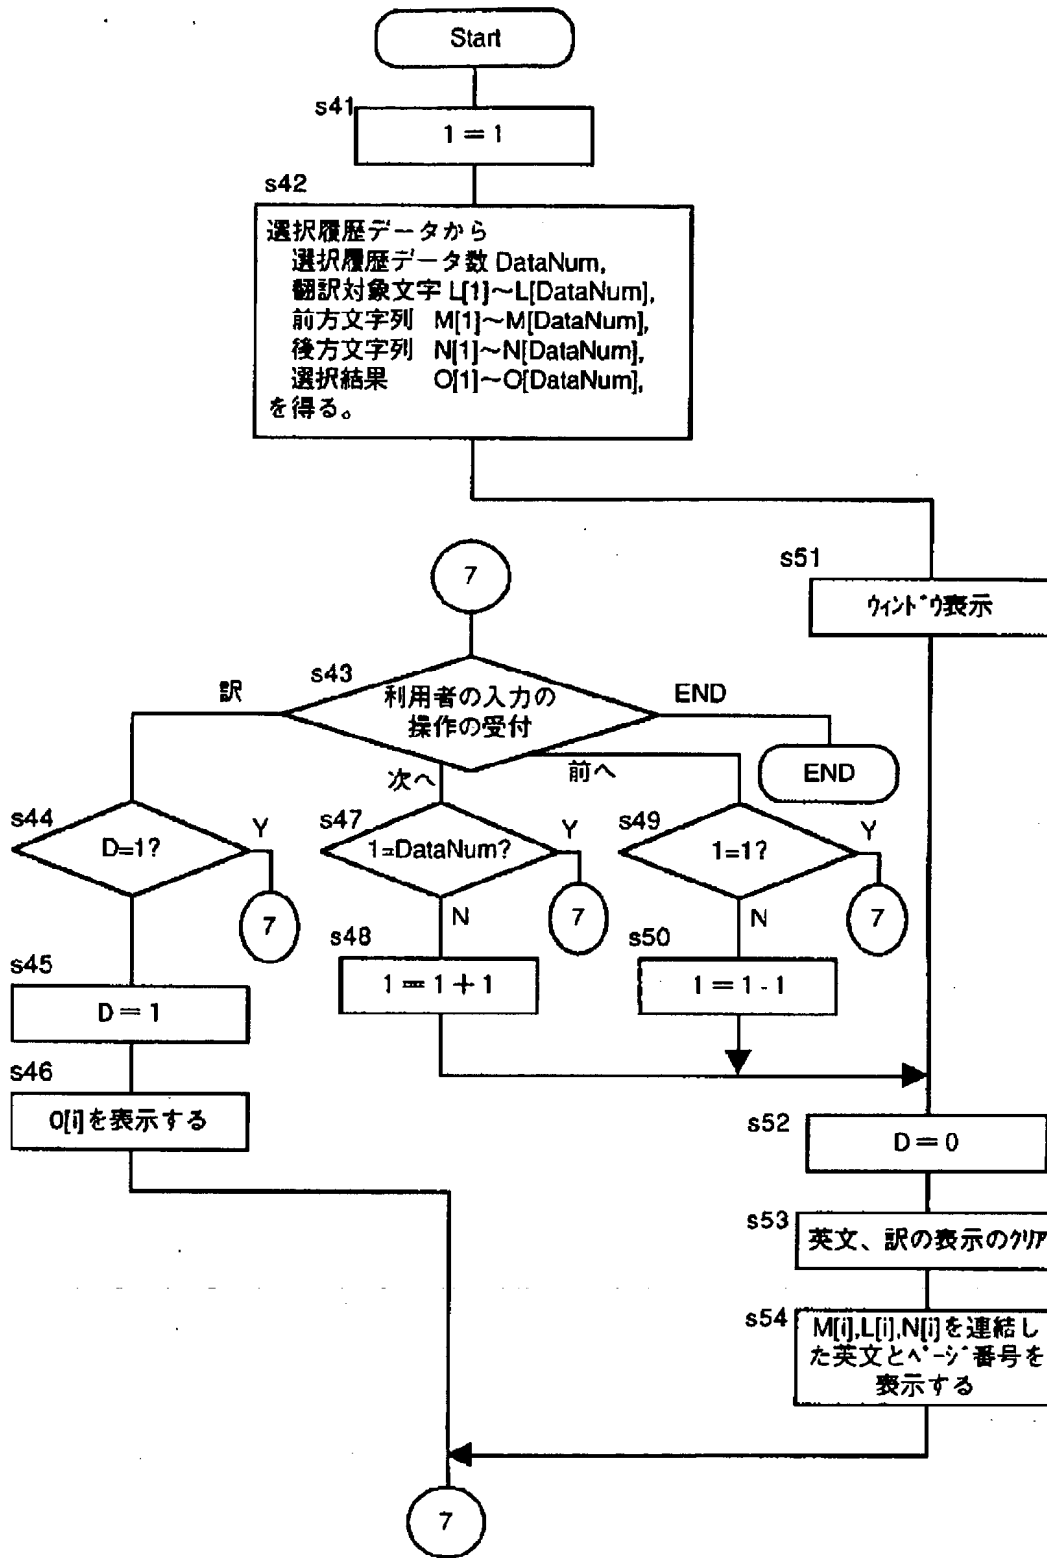 Start
s41
1 = 1
s42
選択履歴データから
選択履歴データ数 DataNum,
翻訳対象文字 L[1]～L[DataNum],
前方文字列 M[1]～M[DataNum],
後方文字列 N[1]～N[DataNum],
選択結果 O[1]～O[DataNum],
を得る。
7
s51
ｳｨﾝﾄﾞｳ表示
s43
利用者の入力の
操作の受付
訳
END
END
次へ
前へ
s44
D=1?
Y
7
s47
1=DataNum?
Y
7
N
s49
1=1?
Y
7
N
s45
D = 1
s48
1 = 1 + 1
s50
1 = 1 - 1
s46
O[i]を表示する
s52
D = 0
s53
英文、訳の表示のｸﾘｱ
s54
M[i],L[i],N[i]を連結し
た英文とﾍﾟｰｼﾞ番号を
表示する
7